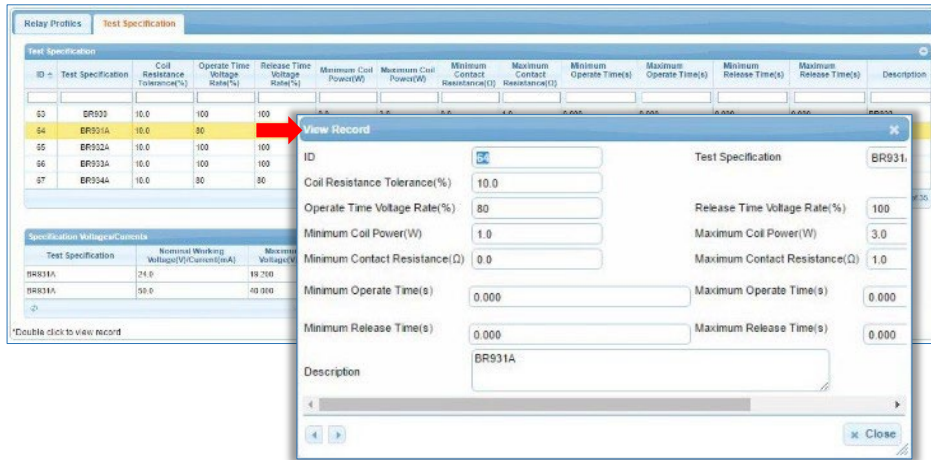 Relay Profiles Test Specification
Test Specification
ID Test Specification Coil Resistance Tolerance(%) Operate Time Voltage Rate(%) Release Time Voltage Rate(%) Minimum Coil Power(W) Maximum Coil Power(W) Minimum Contact Resistance(Ω) Maximum Contact Resistance(Ω) Minimum Operate Time(s) Maximum Operate Time(s) Minimum Release Time(s) Maximum Release Time(s) Description
63 BR930 10.0 100 100
64 BR931A 10.0 80
65 BR932A 10.0 100 100
66 BR933A 10.0 100 100
67 BR934A 10.0 80 80
Specification Voltages/Currents
Test Specification Nominal Working Voltage(V)/Current(mA)
BR931A 24.0 19.200
BR931A 50.0 40.000
*Double click to view record
View Record
ID 64 Test Specification BR931
Coil Resistance Tolerance(%) 10.0
Operate Time Voltage Rate(%) 80 Release Time Voltage Rate(%) 100
Minimum Coil Power(W) 1.0 Maximum Coil Power(W) 3.0
Minimum Contact Resistance(Ω) 0.0 Maximum Contact Resistance(Ω) 1.0
Minimum Operate Time(s) 0.000 Maximum Operate Time(s) 0.000
Minimum Release Time(s) 0.000 Maximum Release Time(s) 0.000
Description BR931A
Close